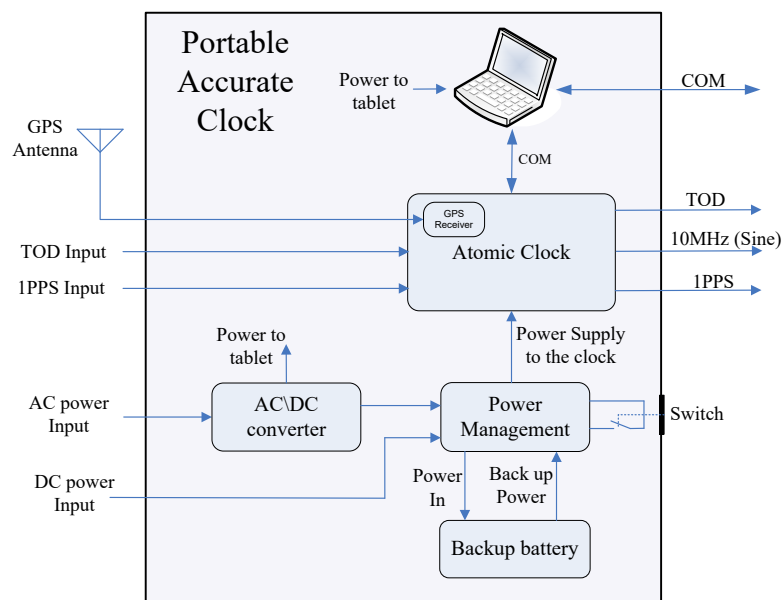 Portable
Accurate
Clock
Power to
tablet
COM
COM
GPS
Antenna
GPS
Receiver
TOD
TOD Input
Atomic Clock
10MHz (Sine)
1PPS Input
1PPS
Power to
tablet
Power Supply
to the clock
AC power
Input
AC\DC
converter
Power
Management
Switch
DC power
Input
Power
In
Back up
Power
Backup battery